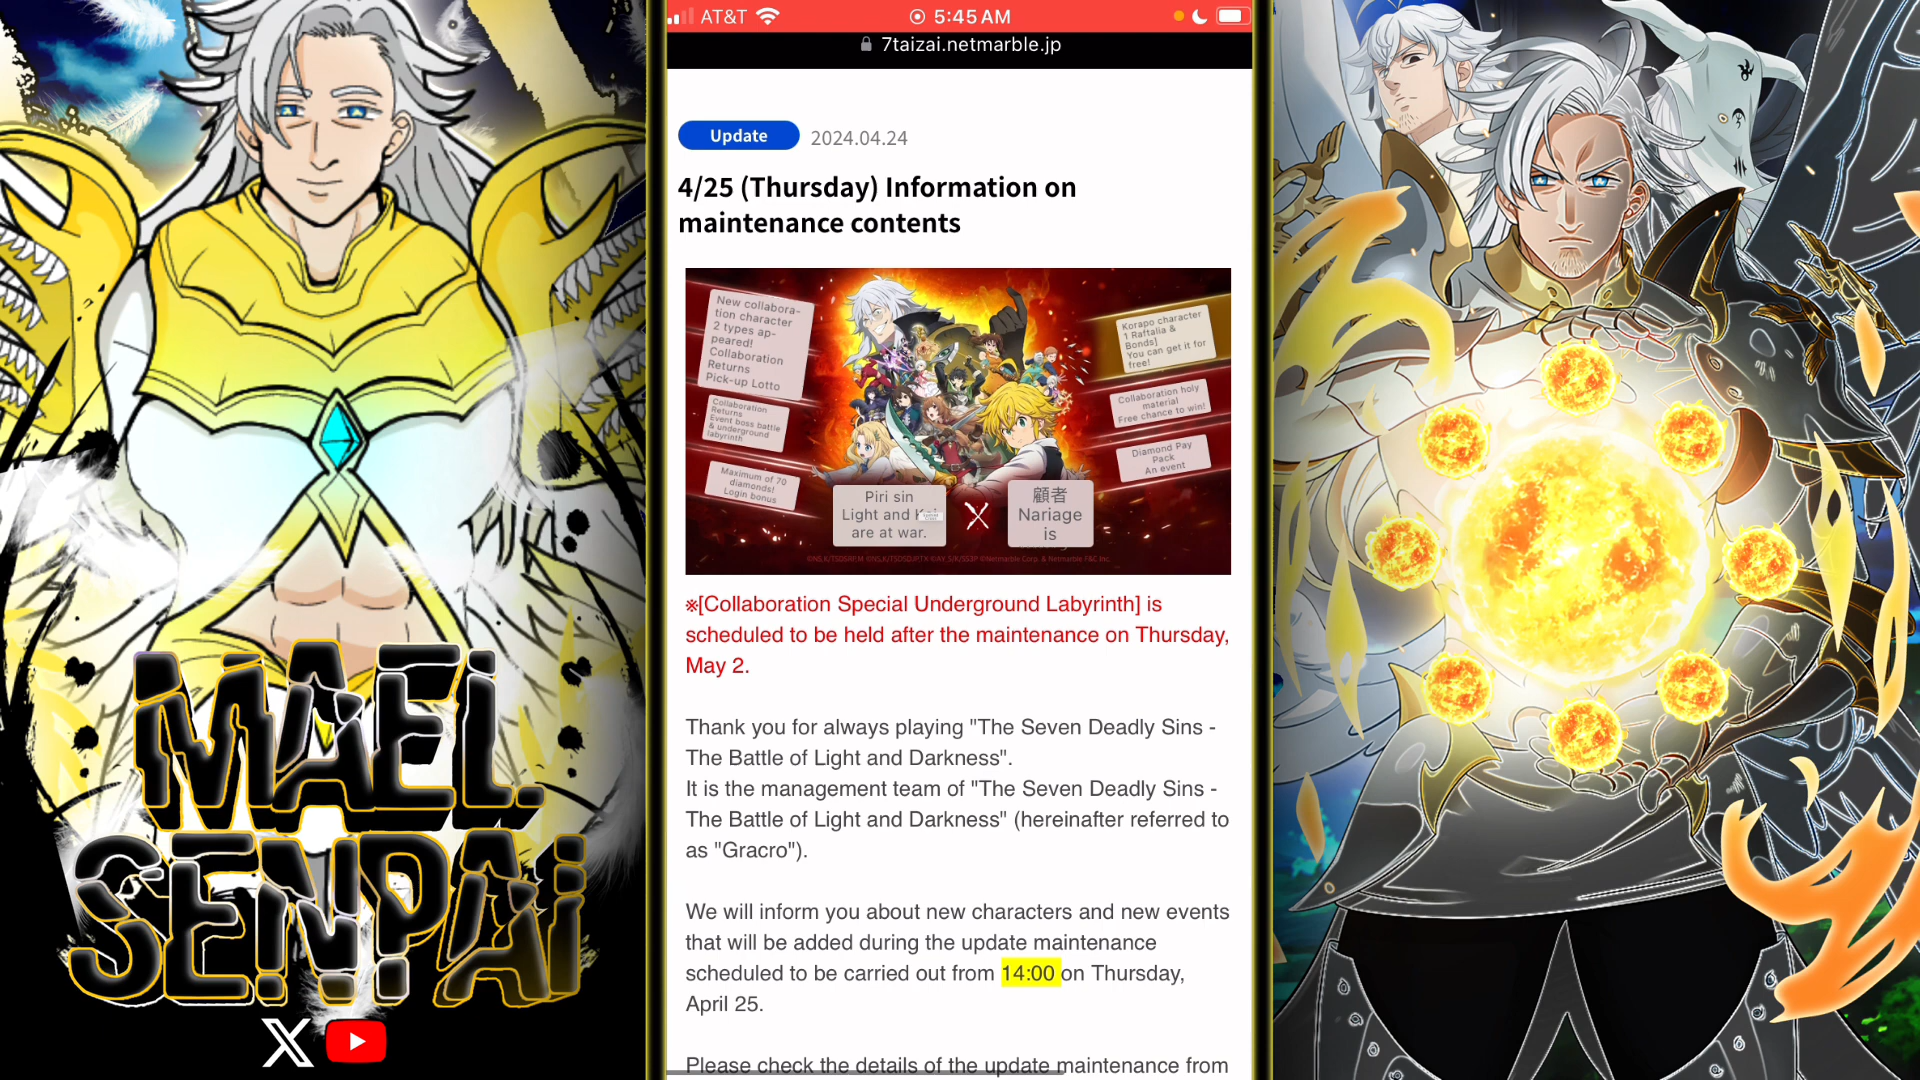 AT&T
5:45 AM
7taizai.netmarble.jp
Update
2024.04.24
4/25 (Thursday) Information on
maintenance contents
New collabora-
tion character
2 types ap-
peared!
Collaboration
Returns
Pick-up Lotto
Collaboration
Returns
Event boss battle
& underground
labyrinth
Maximum of 70
diamonds!
Login bonus
Korapo character
1 Raftalia &
Bonds]
You can get it for
free!
Collaboration holy
material
Free chance to win!
Diamond Pay
Pack
An event
Piri sin
Light and
are at war.
顧者
Nariage
is
※[Collaboration Special Underground Labyrinth] is
scheduled to be held after the maintenance on Thursday,
May 2.
Thank you for always playing "The Seven Deadly Sins -
The Battle of Light and Darkness".
It is the management team of "The Seven Deadly Sins -
The Battle of Light and Darkness" (hereinafter referred to
as "Gracro").
We will inform you about new characters and new events
that will be added during the update maintenance
scheduled to be carried out from 14:00 on Thursday,
April 25.
Please check the details of the update maintenance from
MAEL
SENPAI